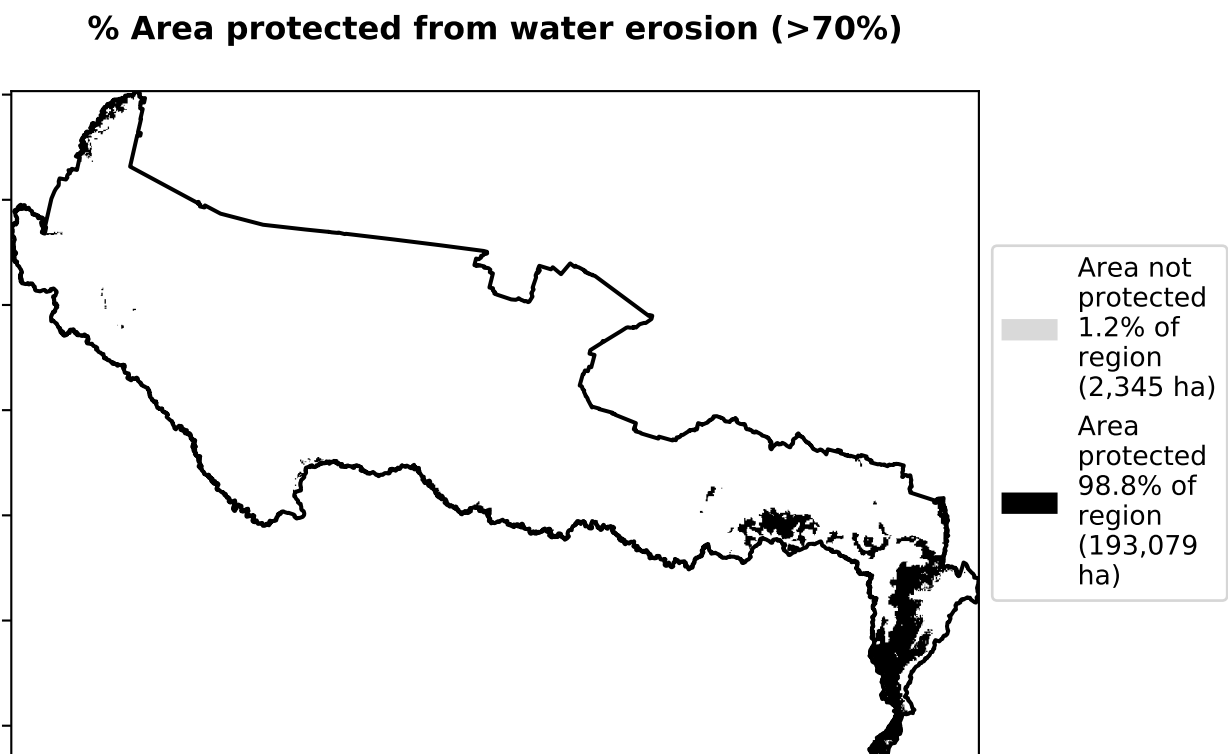 % Area protected from water erosion (>70%)
Area not
protected
1.2% of
region
(2,345 ha)
Area
protected
98.8% of
region
(193,079
ha)